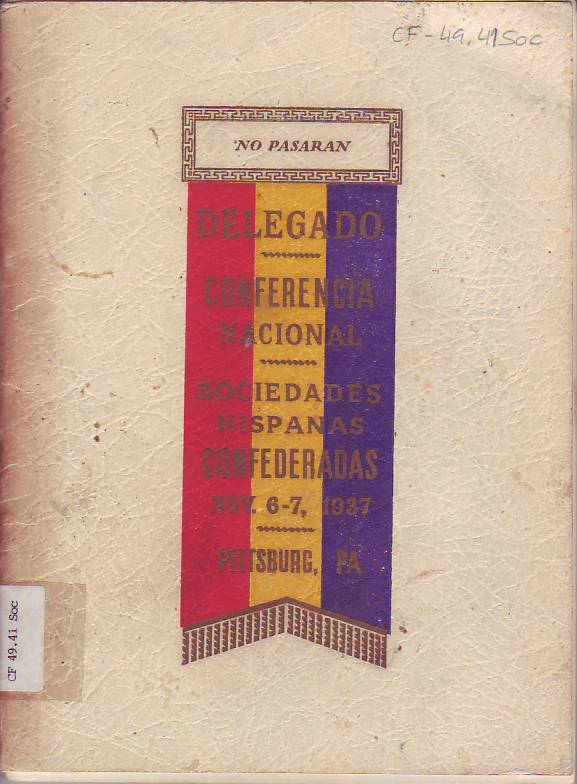 CF-49.41 Soc
'NO PASARAN
DELEGADO
CONFERENCIA
NACIONAL
SOCIEDADES
HISPANAS
CONFEDERADAS
NOV. 6-7, 1937
PITTSBURG, PA
CF 49.41 Soc